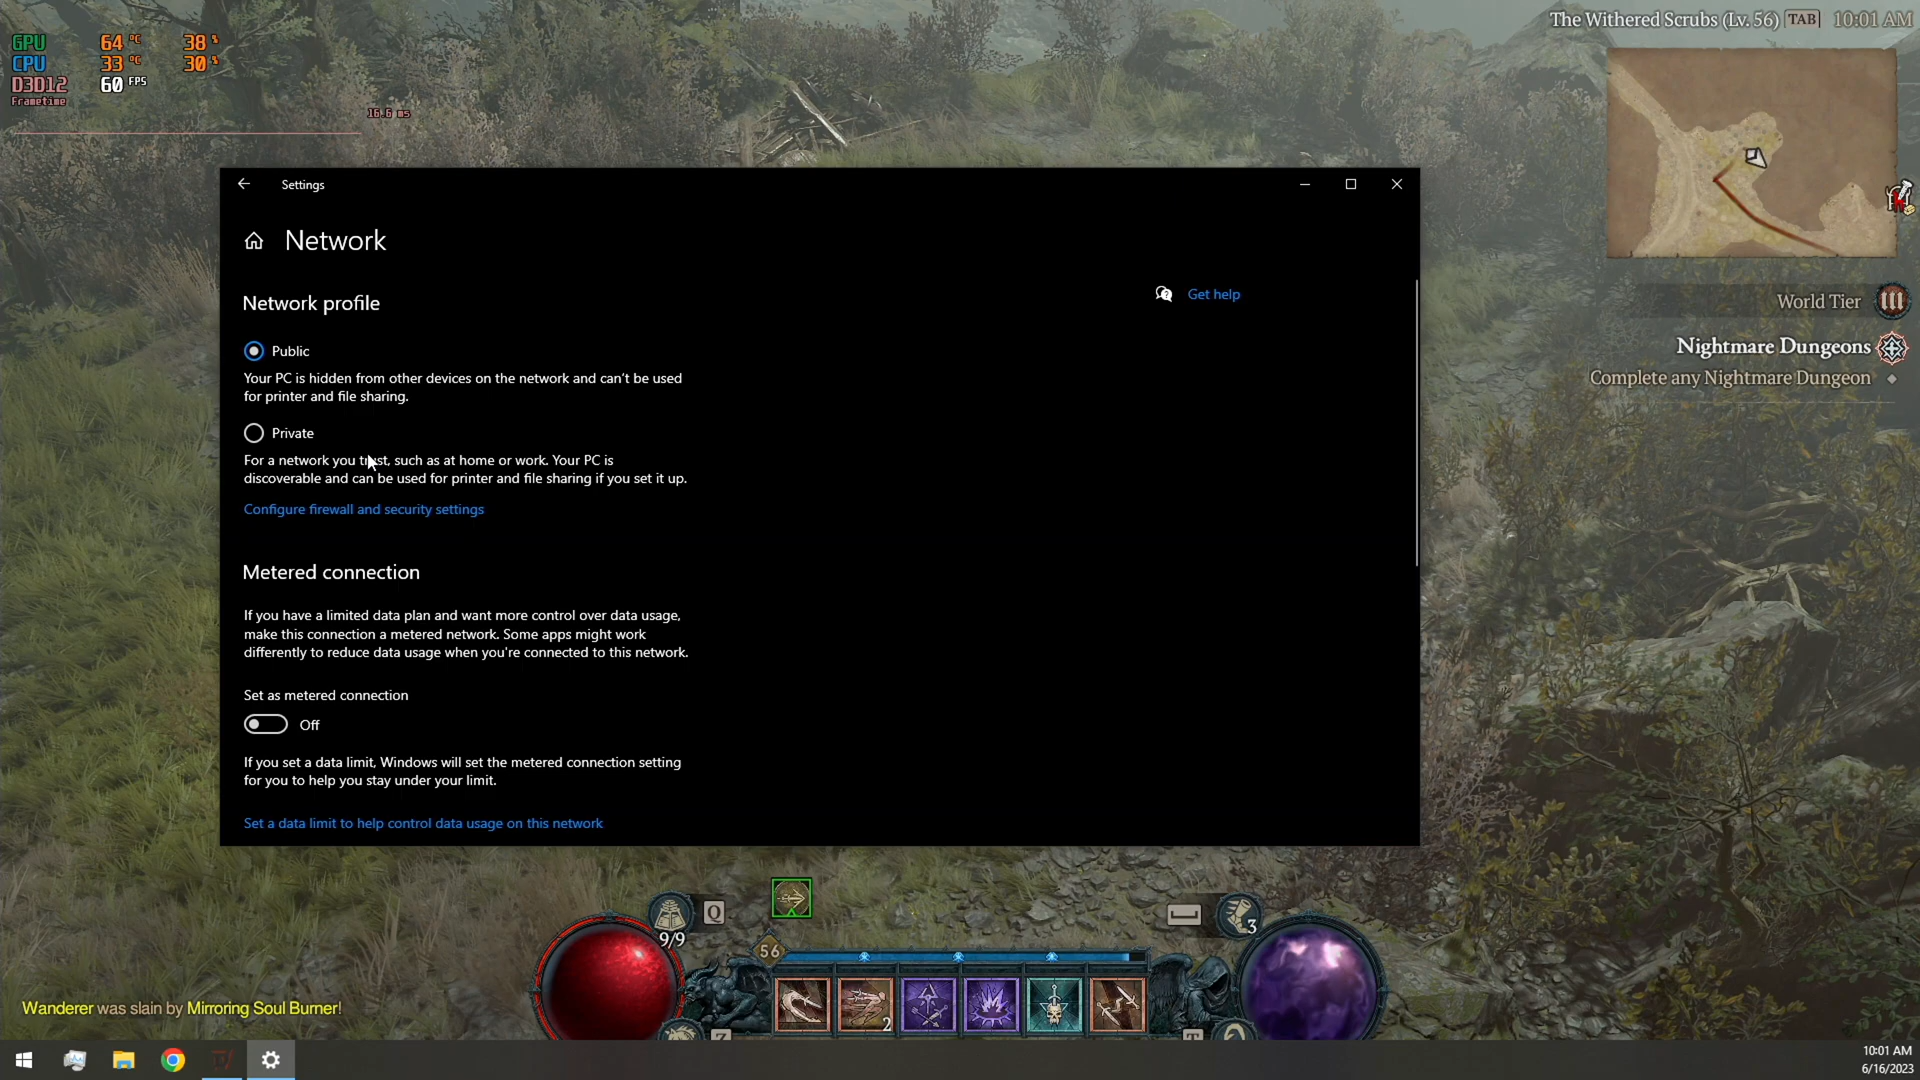 The Withered Scrubs (Lv. 56) TAB 10:01 AM
GPU 64 °C 38 %
CPU 33 °C 30 %
D3D12 60 FPS
Frametime
16.6 ms
Settings
Network
Get help
Network profile
Public
Your PC is hidden from other devices on the network and can't be used
for printer and file sharing.
Private
For a network you trust, such as at home or work. Your PC is
discoverable and can be used for printer and file sharing if you set it up.
Configure firewall and security settings
Metered connection
If you have a limited data plan and want more control over data usage,
make this connection a metered network. Some apps might work
differently to reduce data usage when you're connected to this network.
Set as metered connection
Off
If you set a data limit, Windows will set the metered connection setting
for you to help you stay under your limit.
Set a data limit to help control data usage on this network
World Tier III
Nightmare Dungeons
Complete any Nightmare Dungeon
Q
9/9
3
56
2
Z
T
Wanderer was slain by Mirroring Soul Burner!
10:01 AM
6/16/2023